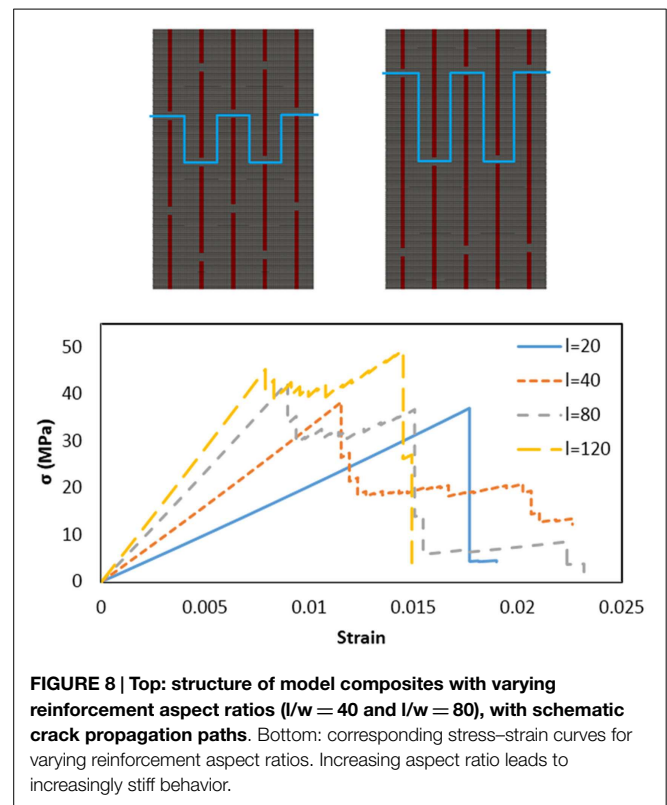 50
40
30
20
10
0
σ (MPa)
l=20
l=40
l=80
l=120
0 0.005 0.01 0.015 0.02 0.025
Strain
FIGURE 8 | Top: structure of model composites with varying
reinforcement aspect ratios (l/w = 40 and l/w = 80), with schematic
crack propagation paths. Bottom: corresponding stress–strain curves for
varying reinforcement aspect ratios. Increasing aspect ratio leads to
increasingly stiff behavior.